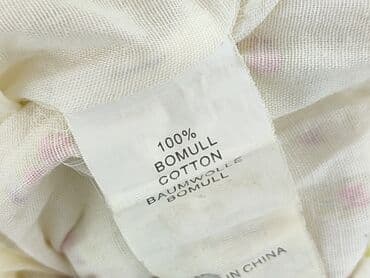 100%
BOMULL
COTTON
BAUMWOLLE
BOMULL
IN CHINA